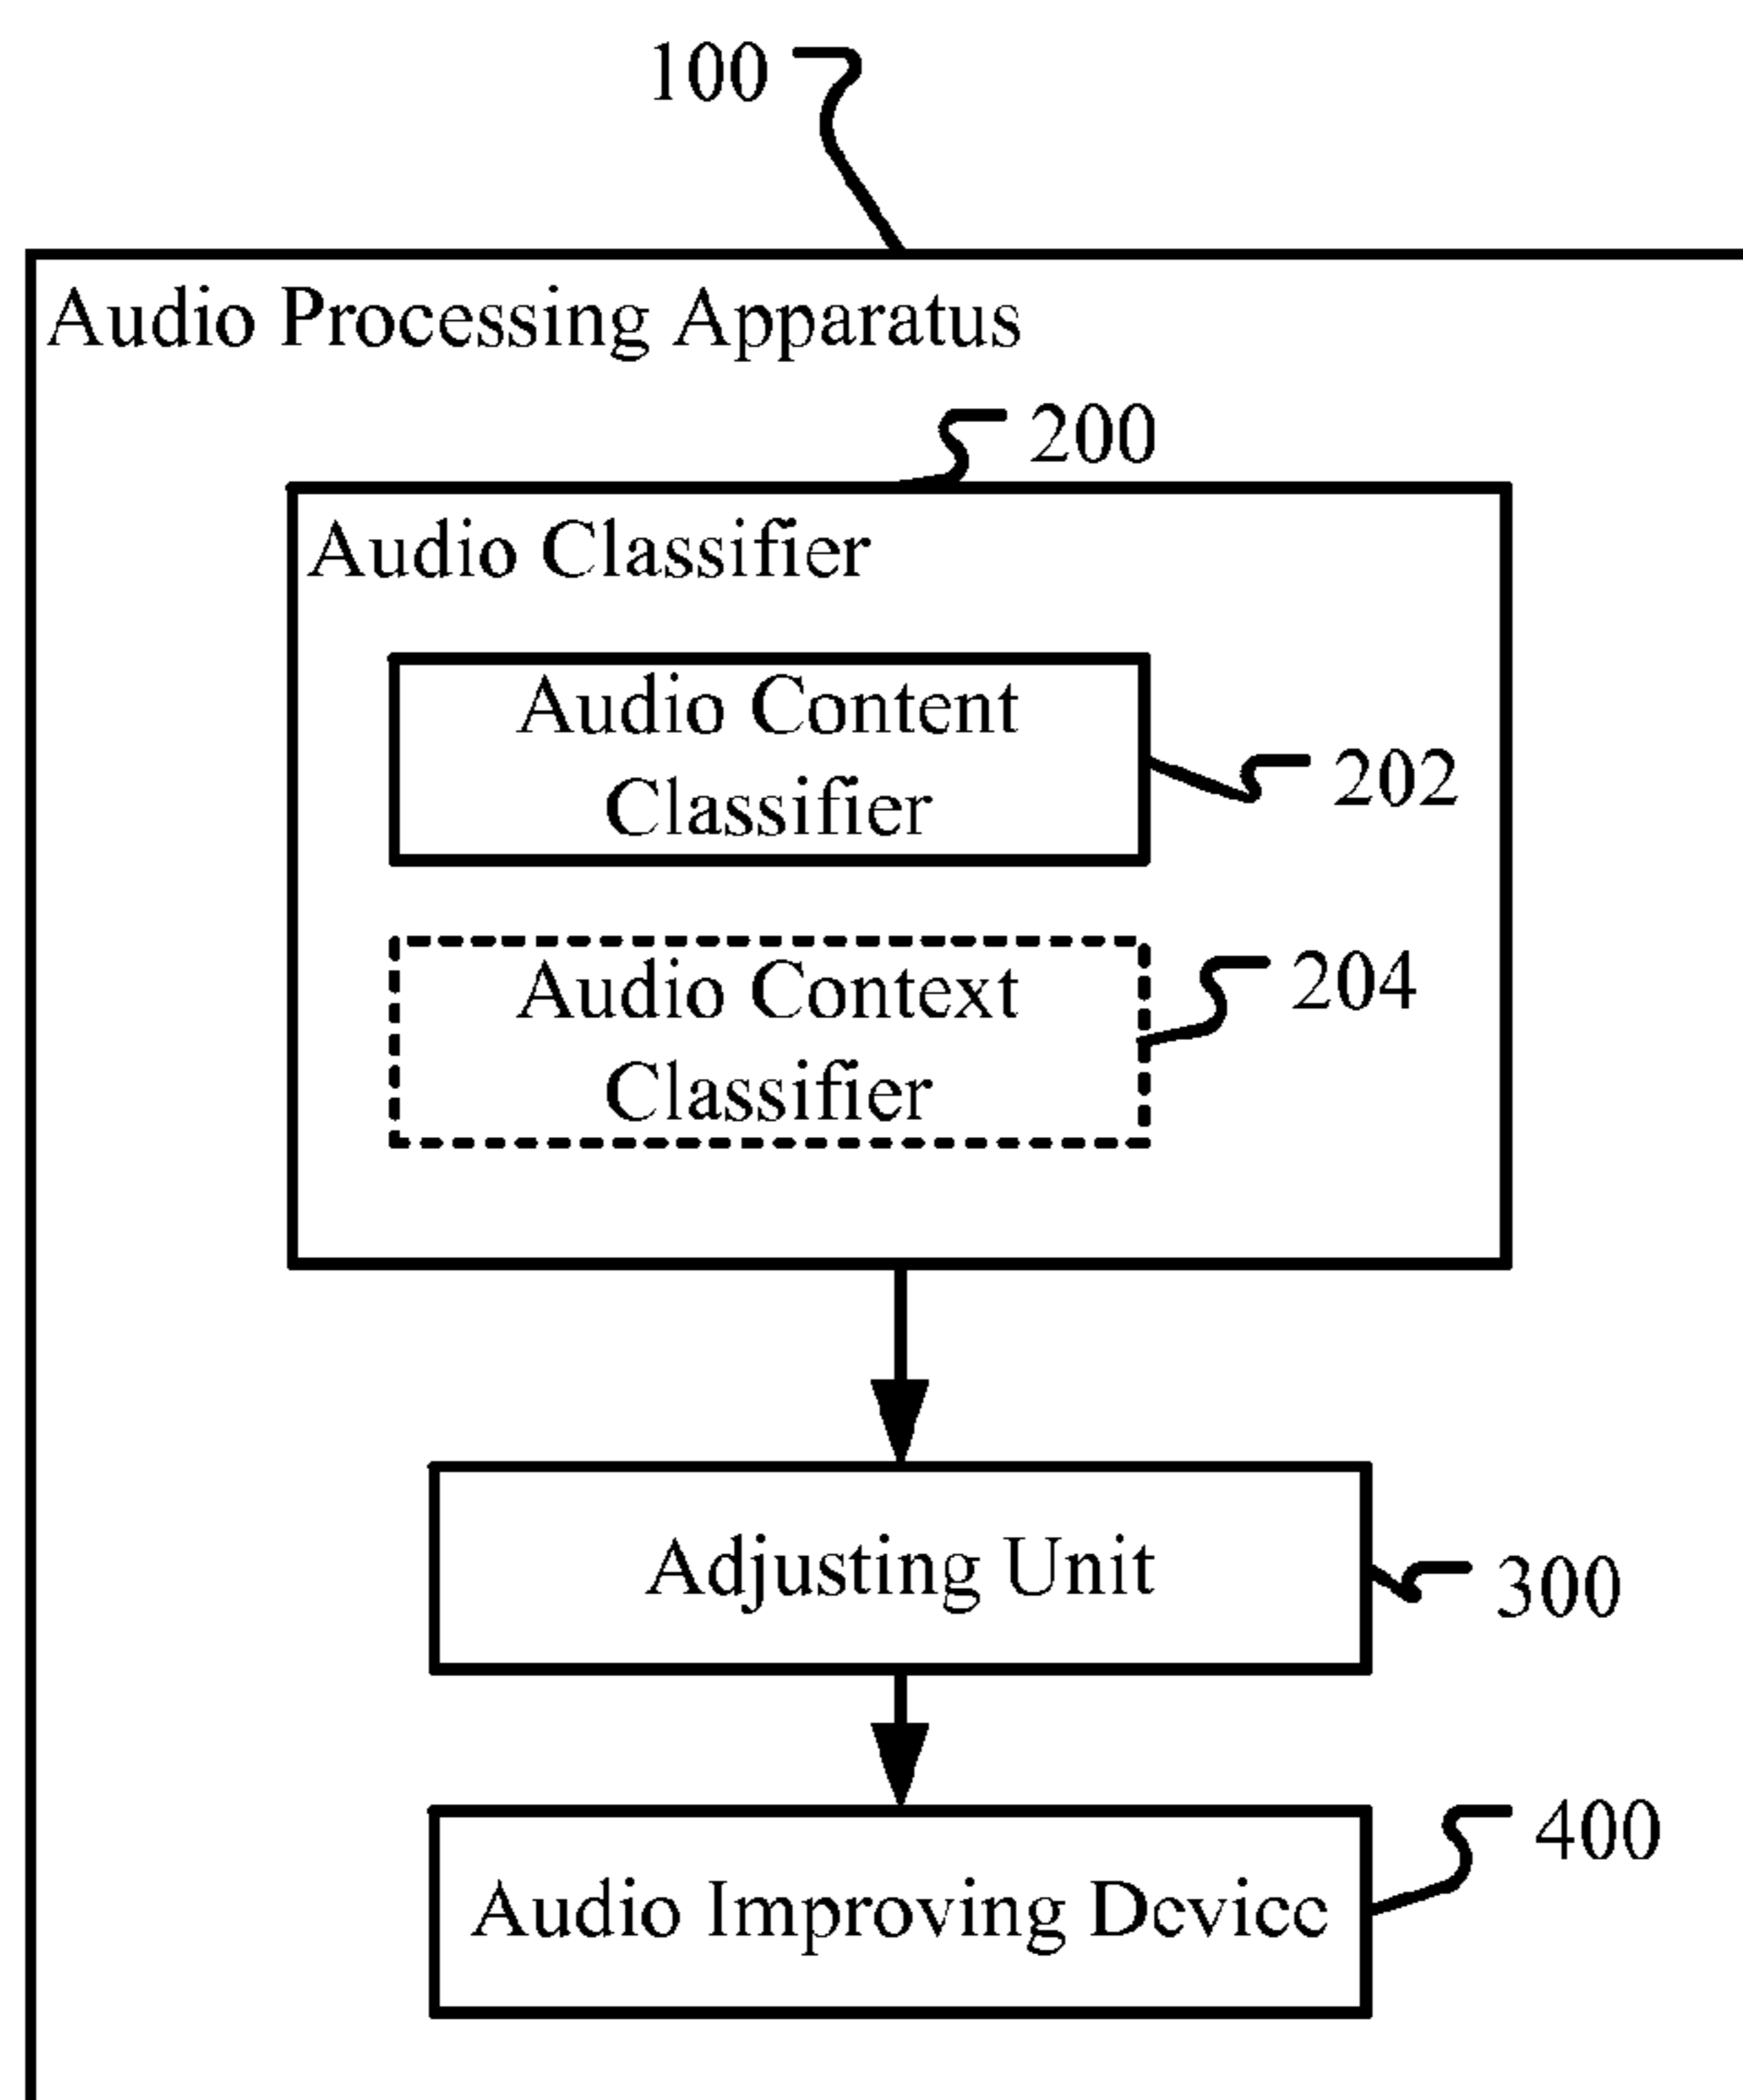 100
Audio Processing Apparatus
200
Audio Classifier
Audio Content
Classifier
202
Audio Context
Classifier
204
Adjusting Unit
300
Audio Improving Device
400